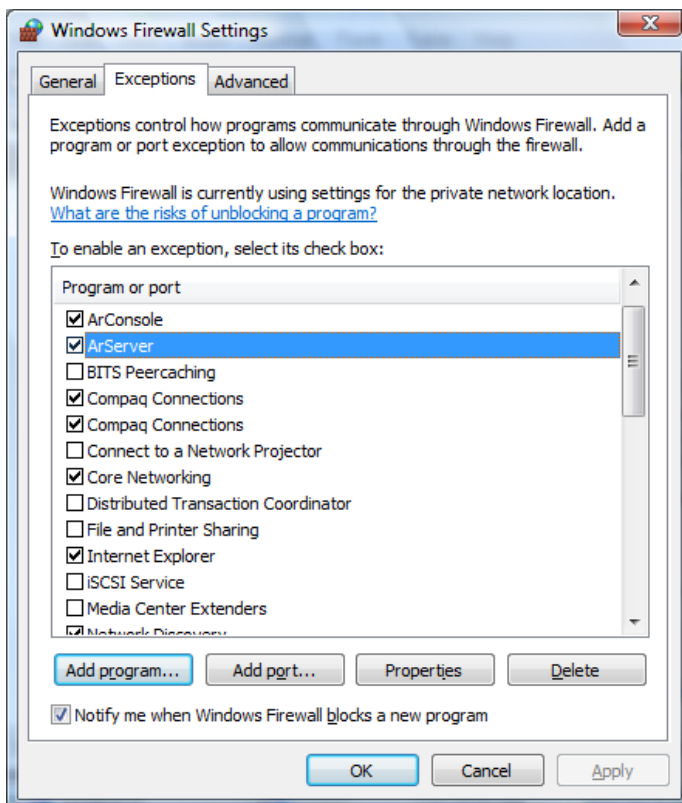 Windows Firewall Settings
General Exceptions Advanced
Exceptions control how programs communicate through Windows Firewall. Add a
program or port exception to allow communications through the firewall.
Windows Firewall is currently using settings for the private network location.
What are the risks of unblocking a program?
To enable an exception, select its check box:
Program or port
ArConsole
ArServer
BITS Peercaching
Compaq Connections
Compaq Connections
Connect to a Network Projector
Core Networking
Distributed Transaction Coordinator
File and Printer Sharing
Internet Explorer
iSCSI Service
Media Center Extenders
Network Discovery
Add program... Add port... Properties Delete
Notify me when Windows Firewall blocks a new program
OK Cancel Apply